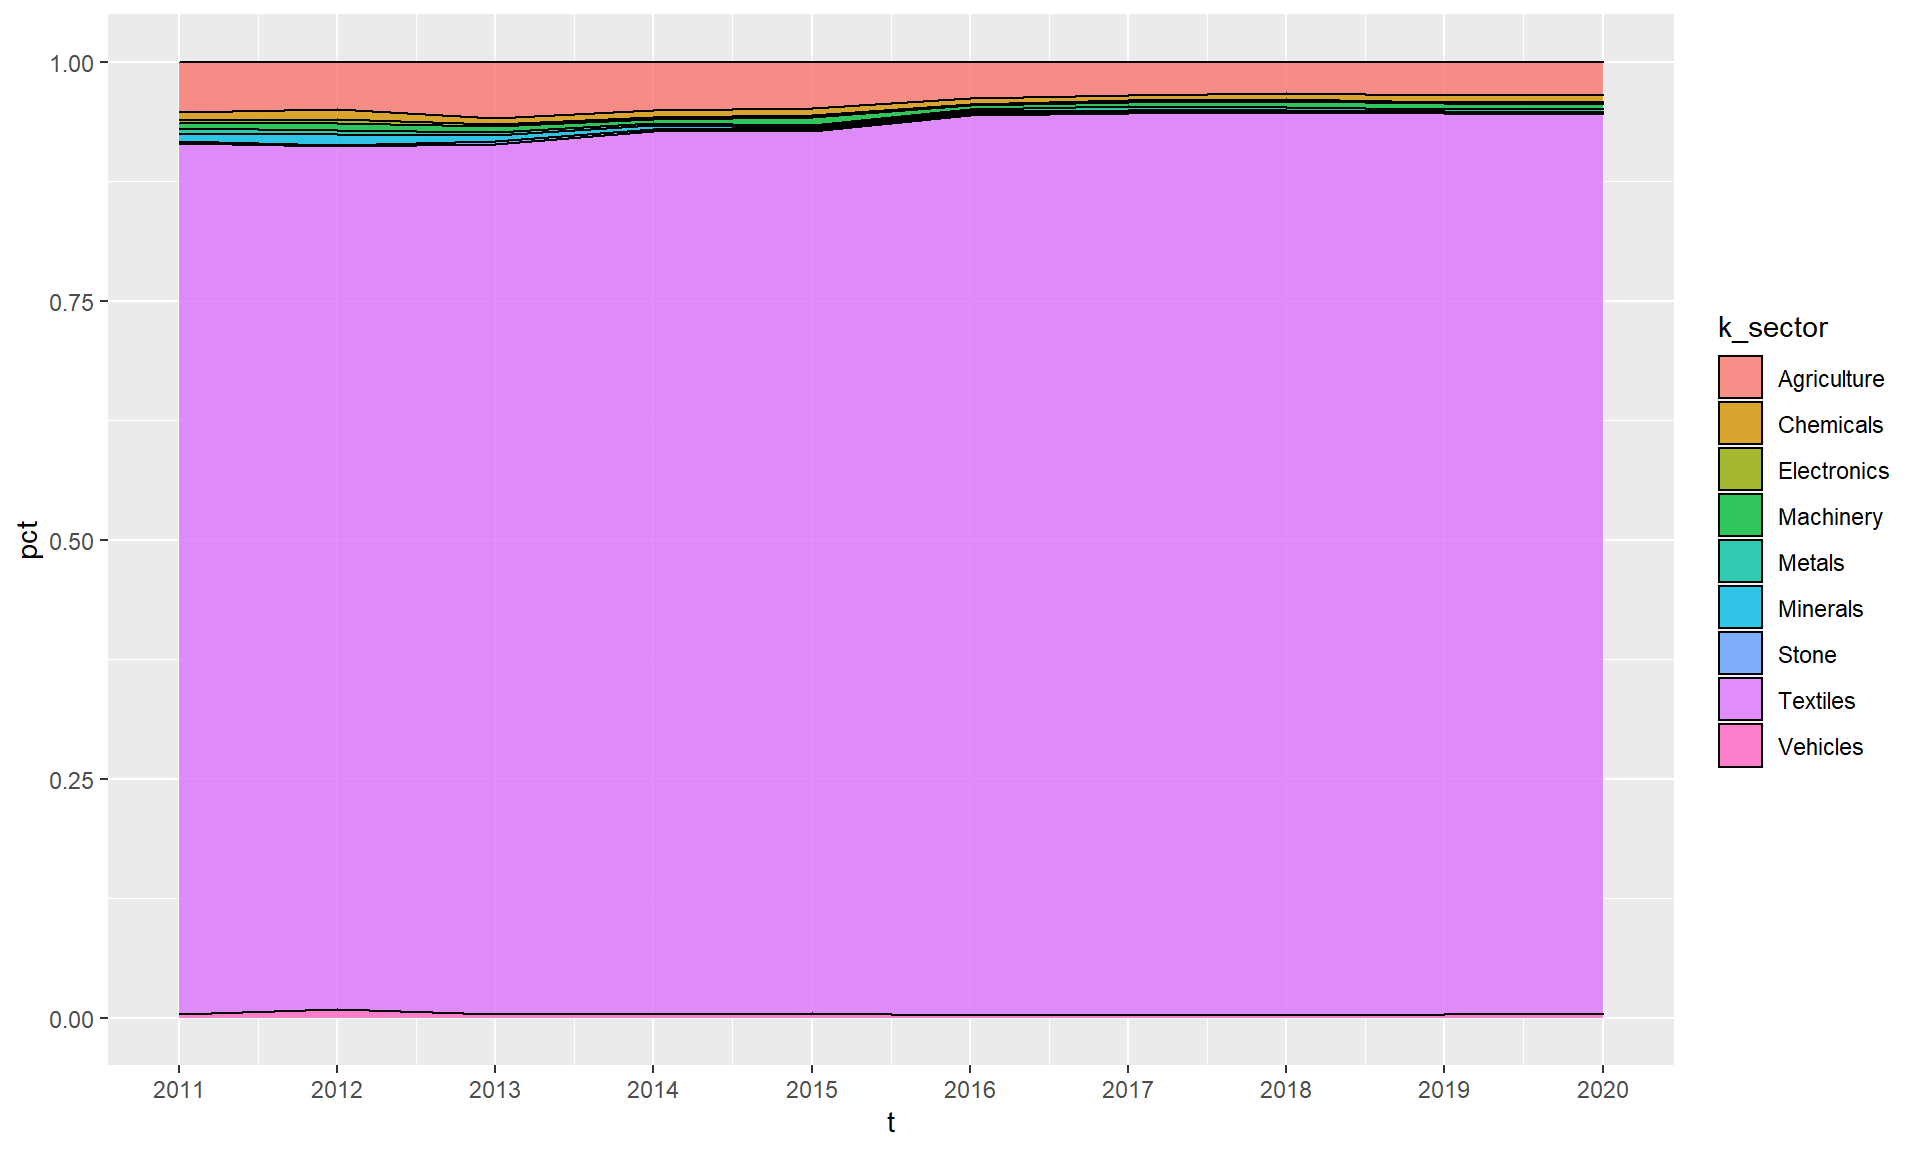 1.00
0.75
0.50
0.25
0.00
pct
2011 2012 2013 2014 2015 2016 2017 2018 2019 2020
t
k_sector
Agriculture
Chemicals
Electronics
Machinery
Metals
Minerals
Stone
Textiles
Vehicles